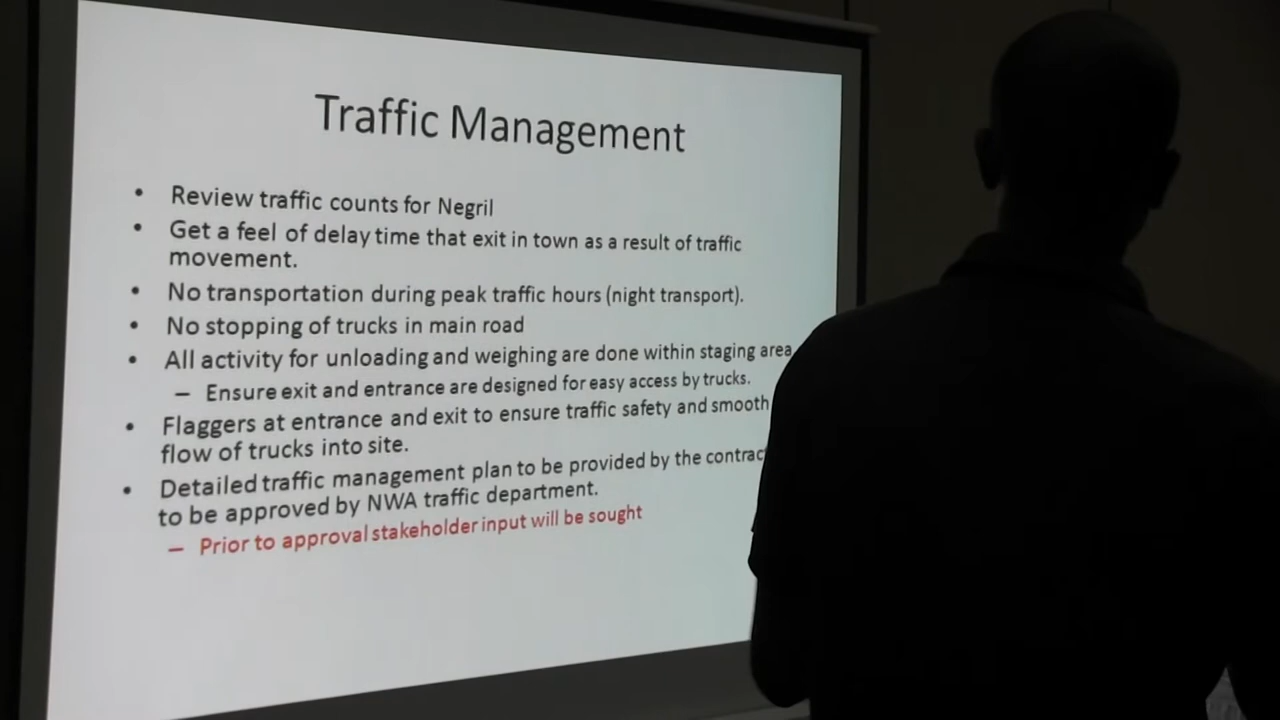 Traffic Management
• Review traffic counts for Negril
• Get a feel of delay time that exit in town as a result of traffic
movement.
• No transportation during peak traffic hours (night transport).
• No stopping of trucks in main road
• All activity for unloading and weighing are done within staging area
– Ensure exit and entrance are designed for easy access by trucks.
• Flaggers at entrance and exit to ensure traffic safety and smooth
flow of trucks into site.
• Detailed traffic management plan to be provided by the
to be approved by NWA traffic department.
– Prior to approval stakeholder input will be sought